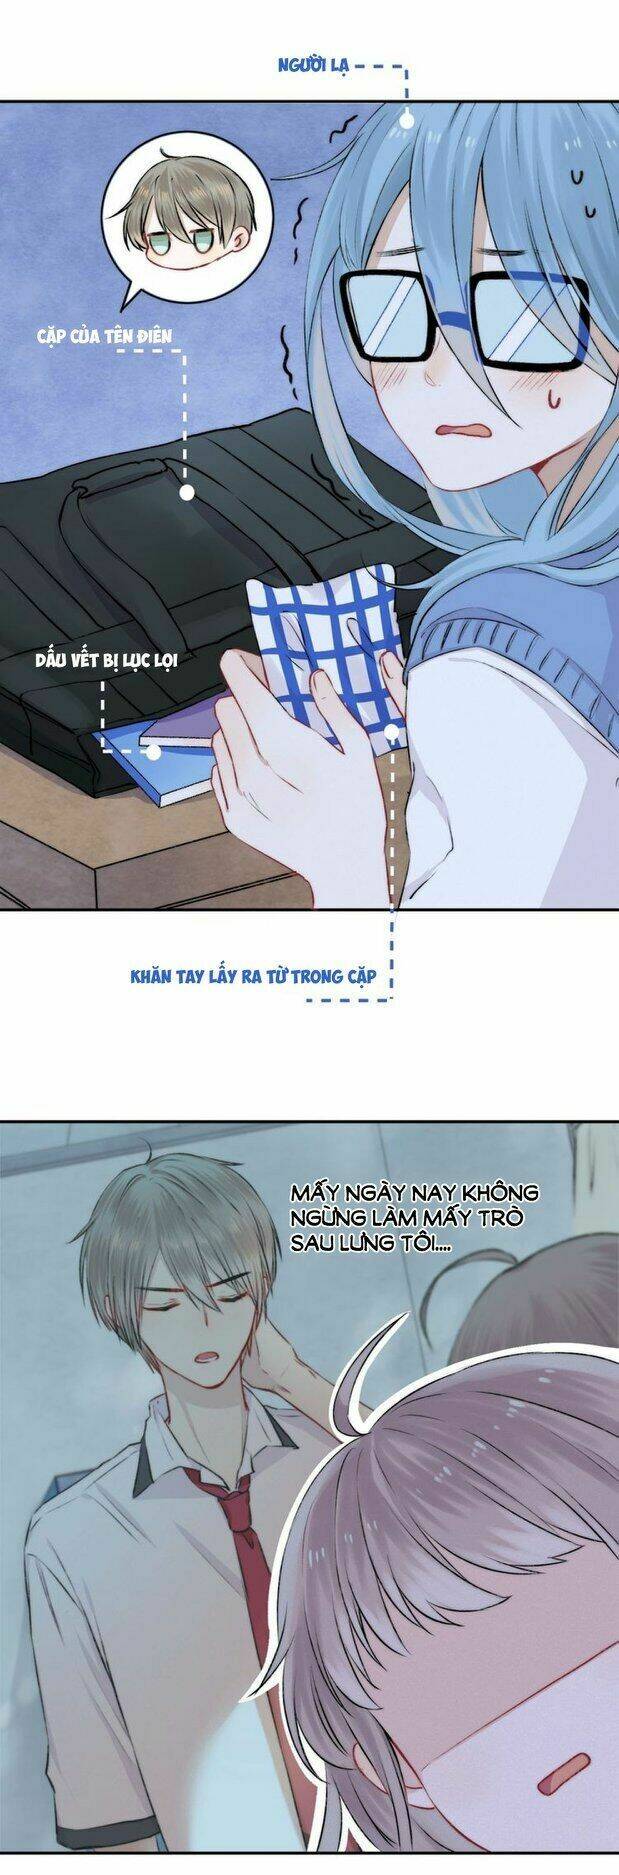 NGƯỜI LẠ
CẶP CỦA TÊN ĐIÊN
DẤU VẾT BỊ LỤC LỌI
KHĂN TAY LẤY RA TỪ TRONG CẶP
MẤY NGÀY NAY KHÔNG
NGỪNG LÀM MẤY TRÒ
SAU LƯNG TÔI....